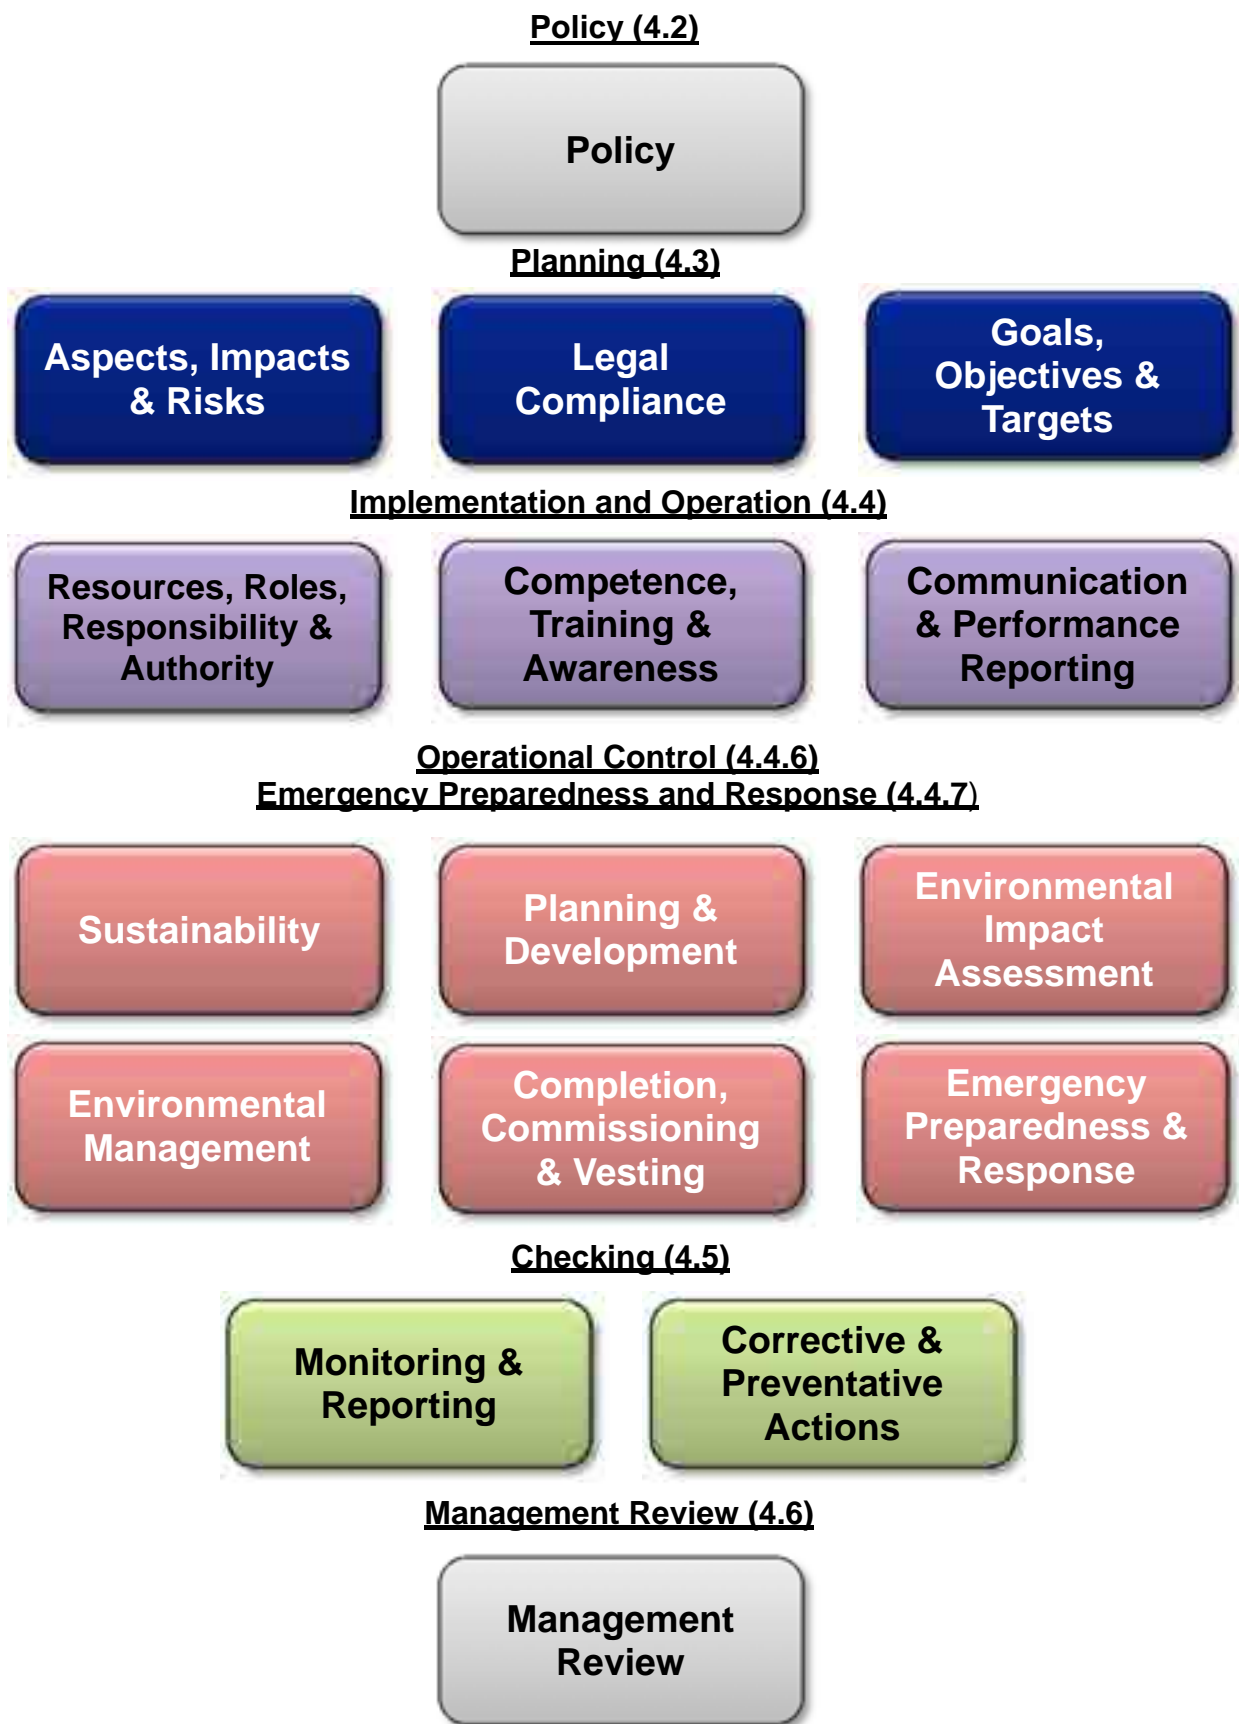 Policy (4.2)
Policy
Planning (4.3)
Aspects, Impacts
& Risks
Legal
Compliance
Goals,
Objectives &
Targets
Implementation and Operation (4.4)
Resources, Roles,
Responsibility &
Authority
Competence,
Training &
Awareness
Communication
& Performance
Reporting
Operational Control (4.4.6)
Emergency Preparedness and Response (4.4.7)
Sustainability
Planning &
Development
Environmental
Impact
Assessment
Environmental
Management
Completion,
Commissioning
& Vesting
Emergency
Preparedness &
Response
Checking (4.5)
Monitoring &
Reporting
Corrective &
Preventative
Actions
Management Review (4.6)
Management
Review